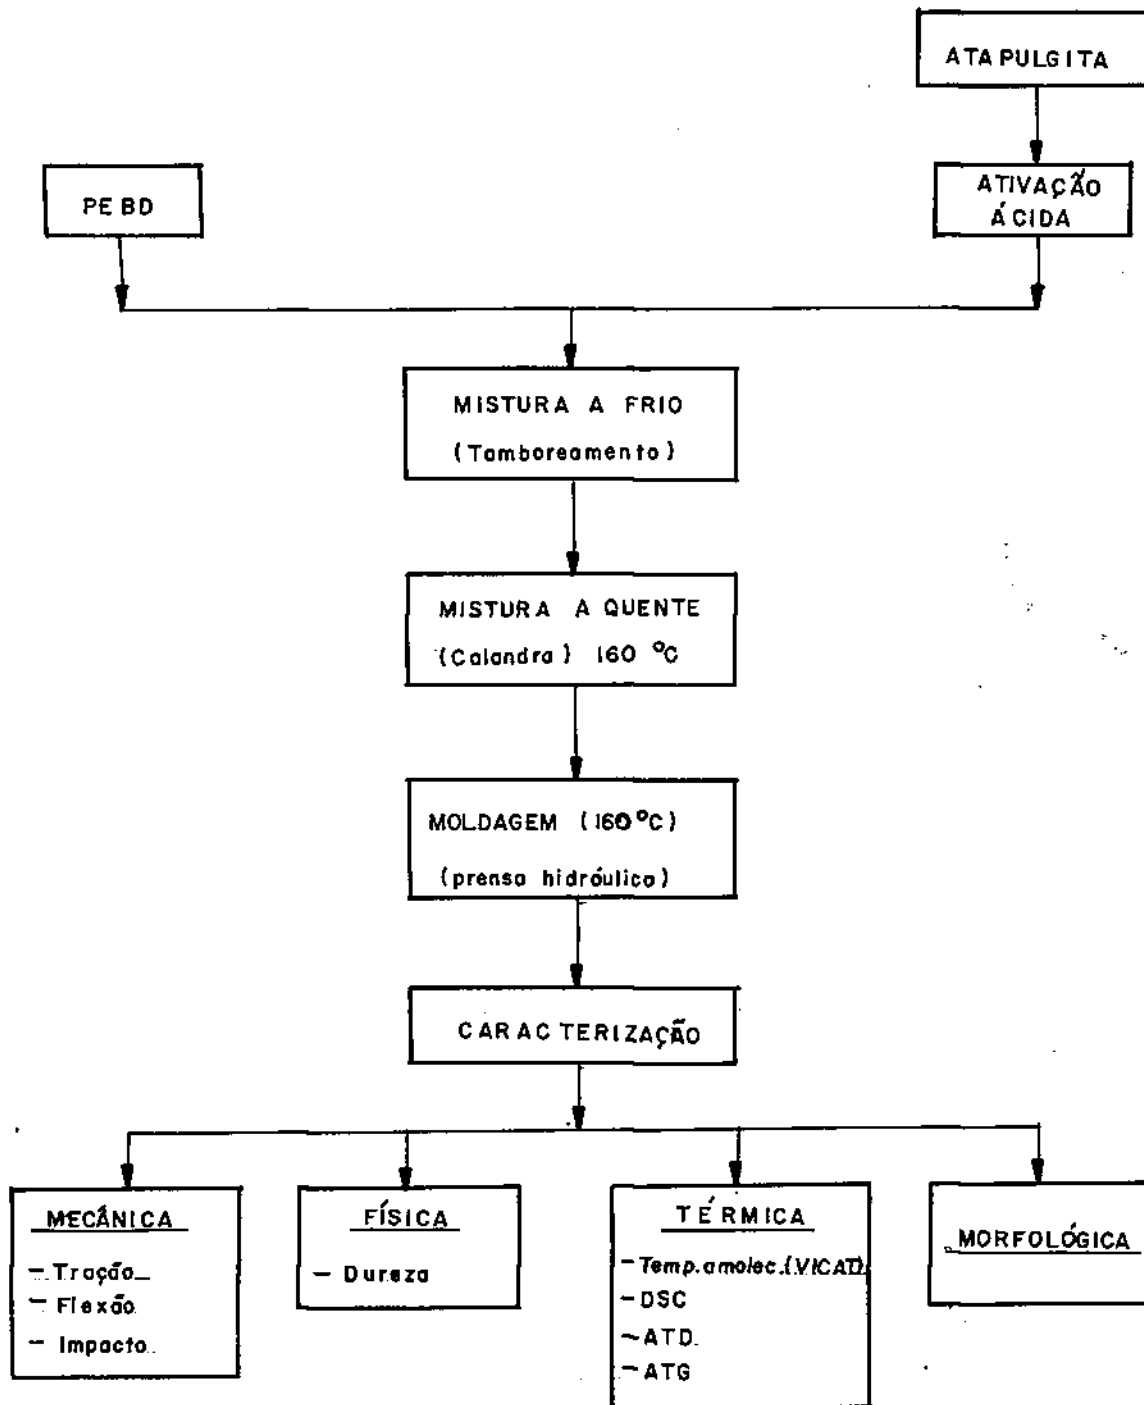 ATAPULGITA
PEBD
ATIVAÇÃO
ÁCIDA
MISTURA A FRIO
(Tamboreamento)
MISTURA A QUENTE
(Calandra) 160 °C
MOLDAGEM (160°C)
(prensa hidráulica)
CARACTERIZAÇÃO
MECÂNICA
- Tração
- Flexão
- Impacto
FÍSICA
- Dureza
TÉRMICA
- Temp. amolec. (VICAT)
- DSC
- ATD
- ATG
MORFOLÓGICA